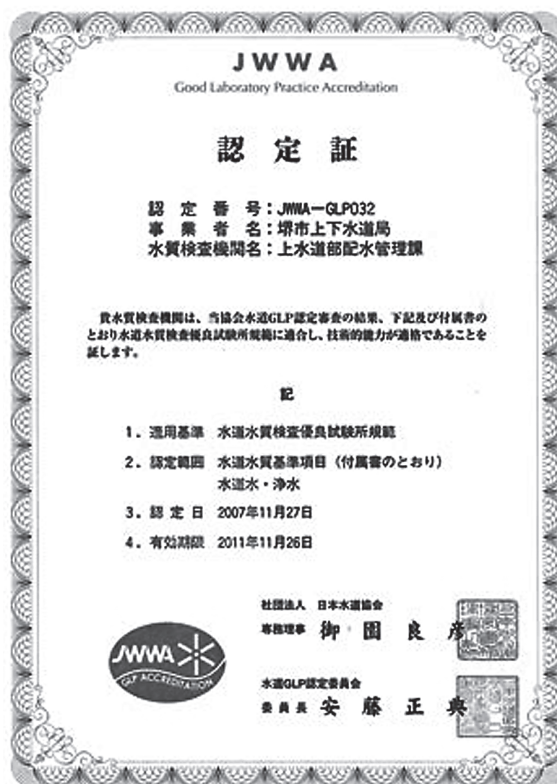 JWWA
Good Laboratory Practice Accreditation
認定証
認定番号：JWWA－GLP032
事業者名：堺市上下水道局
水質検査機関名：上水道部配水管理課
貴水質検査機関は、当協会水道GLP認定審査の結果、下記及び付属書の
とおり水道水質検査優良試験所規範に適合し、技術的能力が適格であることを
証します。
記
1．適用基準　水道水質検査優良試験所規範
2．認定範囲　水道水質基準項目（付属書のとおり）
水道水・浄水
3．認定日　2007年11月27日
4．有効期限　2011年11月26日
社団法人　日本水道協会
専務理事　御園良彦
水道GLP認定委員会
委員長　安藤正典
JWWA
GLP ACCREDITATION